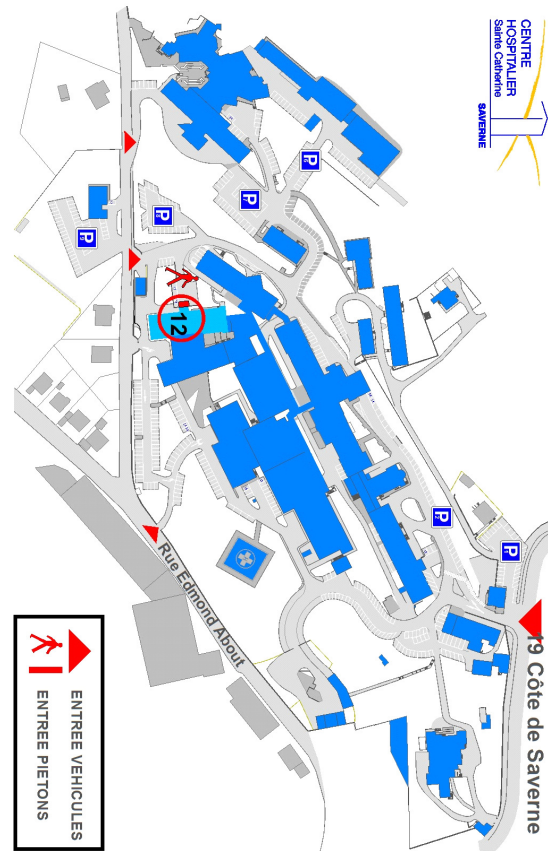 CENTRE
HOSPITALIER
Sainte Catherine
SAVERNE
19 Côte de Saverne
P
P
P
P
P
P
12
Rue Edmond About
ENTREE VEHICULES
ENTREE PIETONS